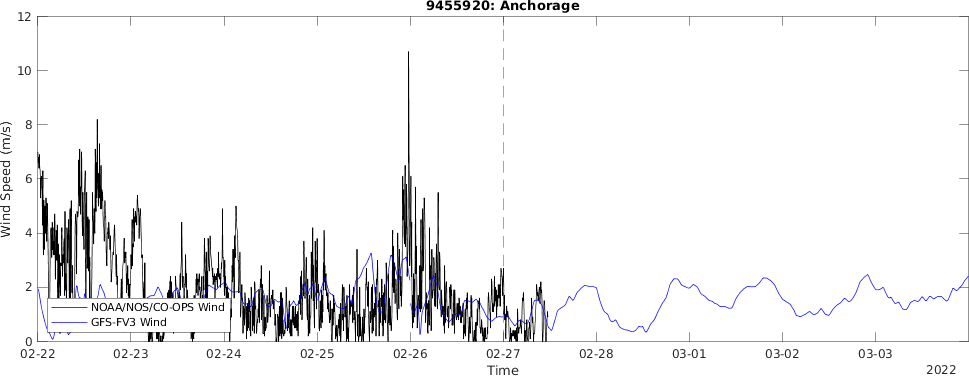 9455920: Anchorage
12
10
8
6
4
2
0
Wind Speed (m/s)
NOAA/NOS/CO-OPS Wind
GFS-FV3 Wind
02-22 02-23 02-24 02-25 02-26 02-27 02-28 03-01 03-02 03-03
Time
2022